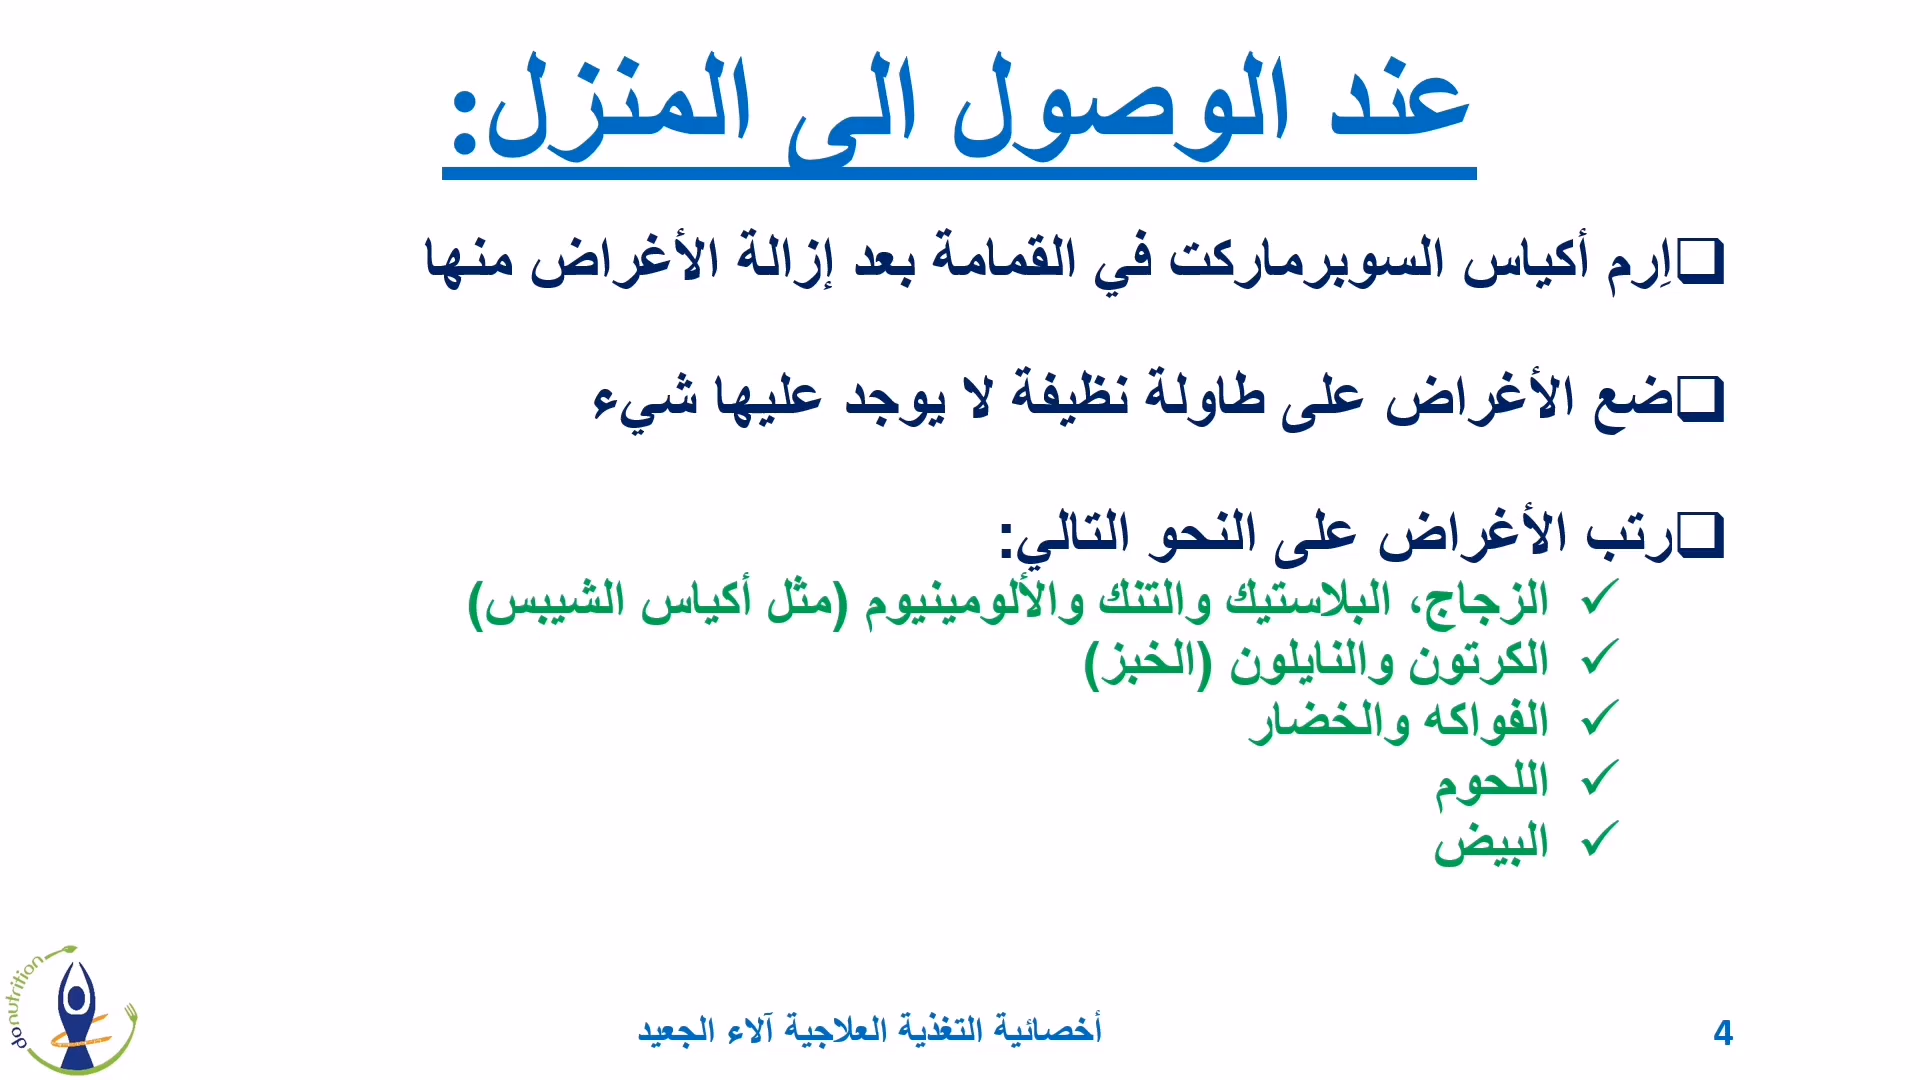 عند الوصول الى المنزل:
اِرم أكياس السوبرماركت في القمامة بعد إزالة الأغراض منها
ضع الأغراض على طاولة نظيفة لا يوجد عليها شيء
رتب الأغراض على النحو التالي:
الزجاج، البلاستيك والتنك والألومينيوم (مثل أكياس الشيبس)
الكرتون والنايلون (الخبز)
الفواكه والخضار
اللحوم
البيض
أخصائية التغذية العلاجية آلاء الجعيد
4
donutrition